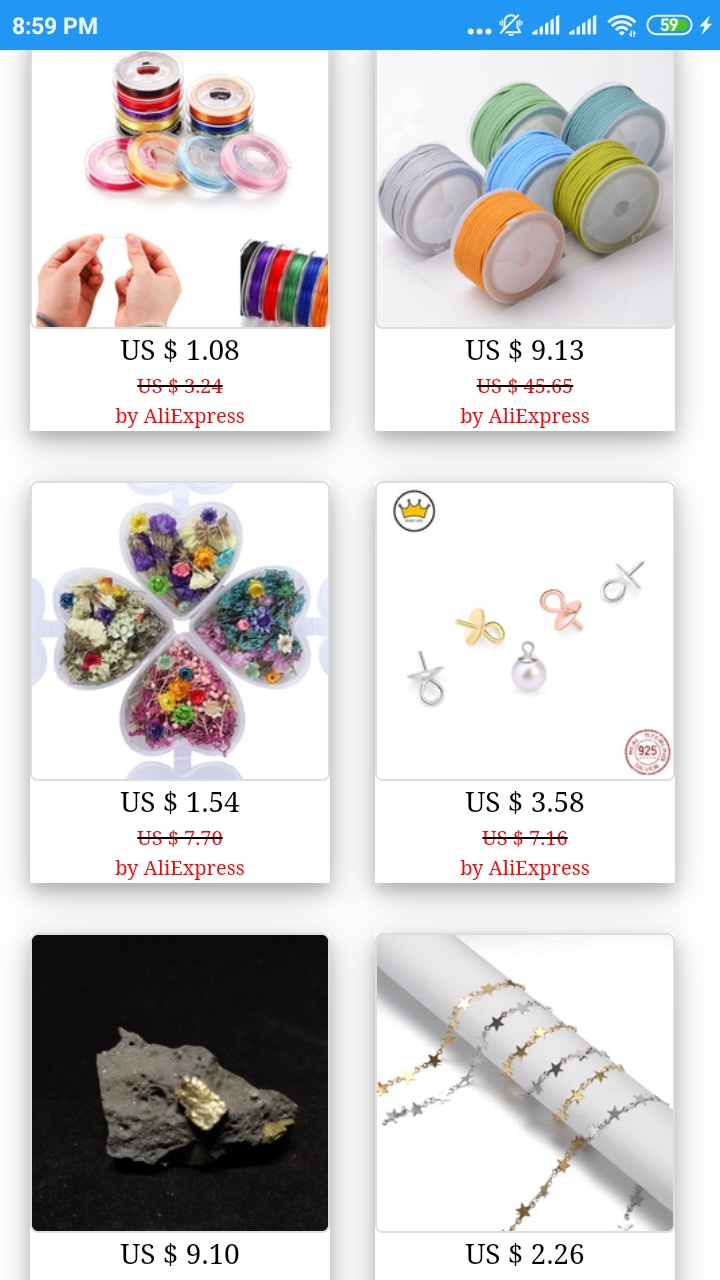 8:59 PM
59
US $ 1.08
US $ 3.24
by AliExpress
US $ 9.13
US $ 45.65
by AliExpress
US $ 1.54
US $ 7.70
by AliExpress
925
US $ 3.58
US $ 7.16
by AliExpress
US $ 9.10
US $ 2.26